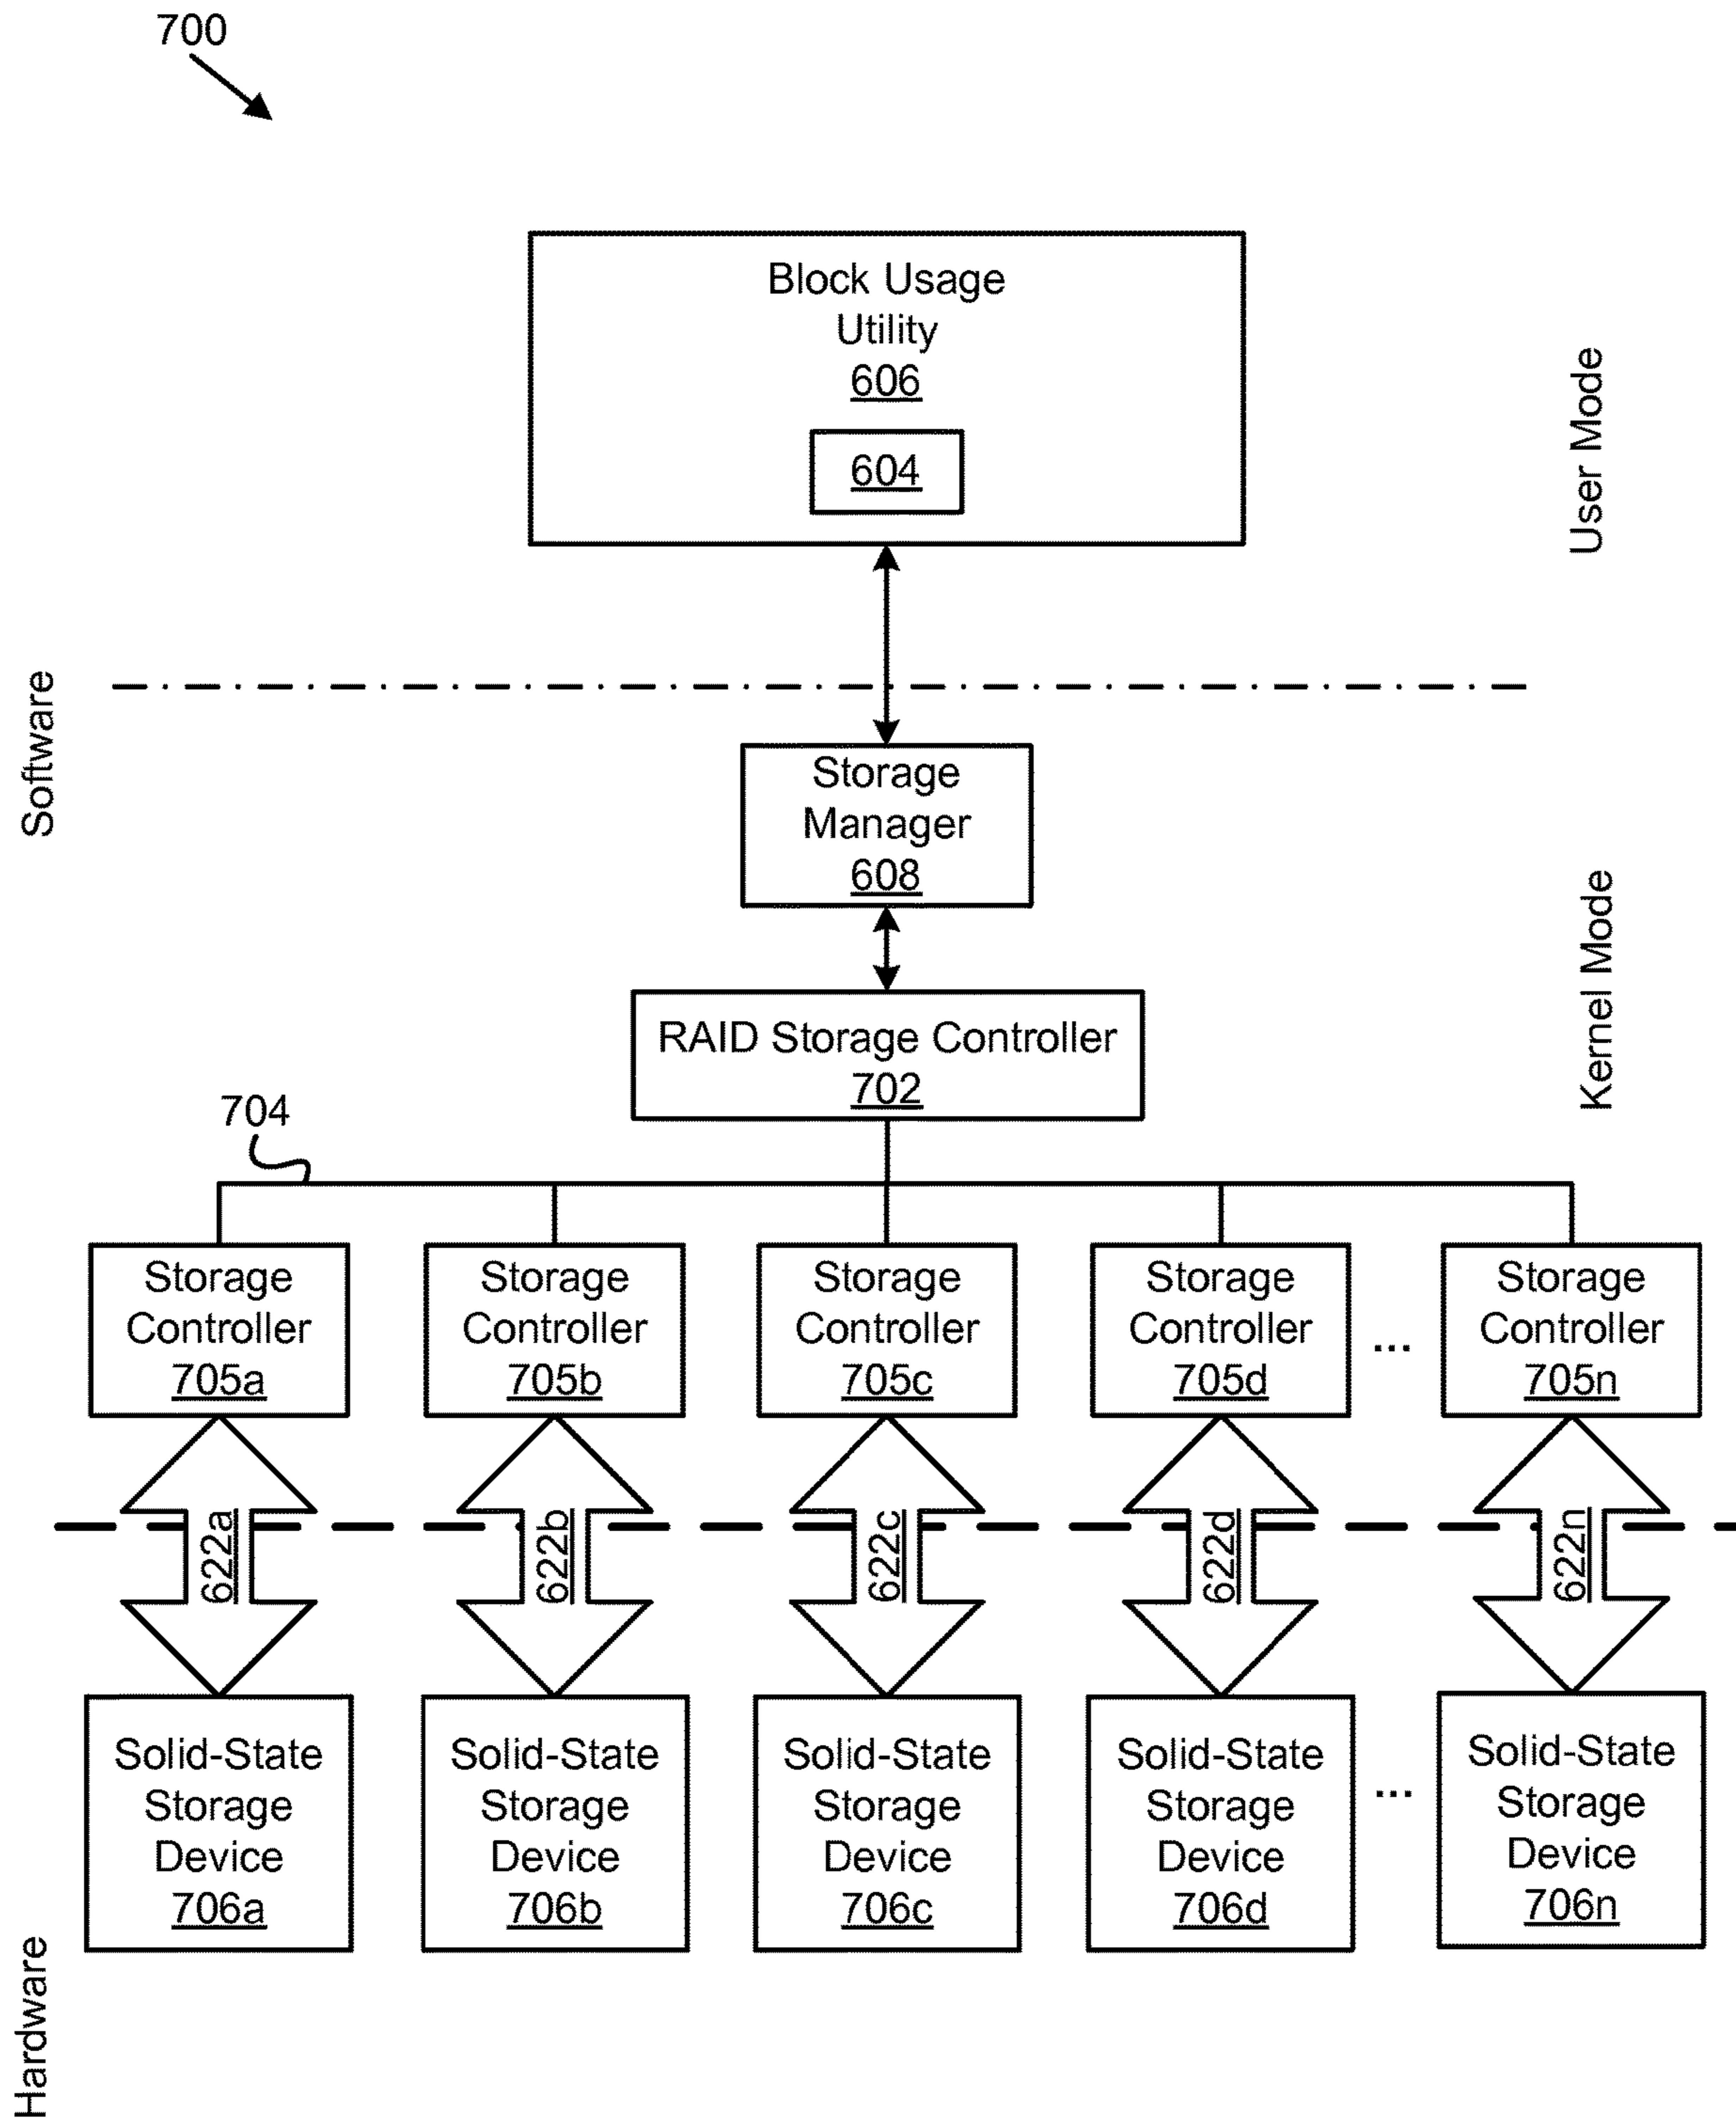 700
Block Usage
Utility
606
604
User Mode
Software
Storage
Manager
608
Kernel Mode
RAID Storage Controller
702
704
Storage
Controller
705a
Storage
Controller
705b
Storage
Controller
705c
Storage
Controller
705d
...
Storage
Controller
705n
622a
622b
622c
622d
622n
Solid-State
Storage
Device
706a
Solid-State
Storage
Device
706b
Solid-State
Storage
Device
706c
Solid-State
Storage
Device
706d
...
Solid-State
Storage
Device
706n
Hardware